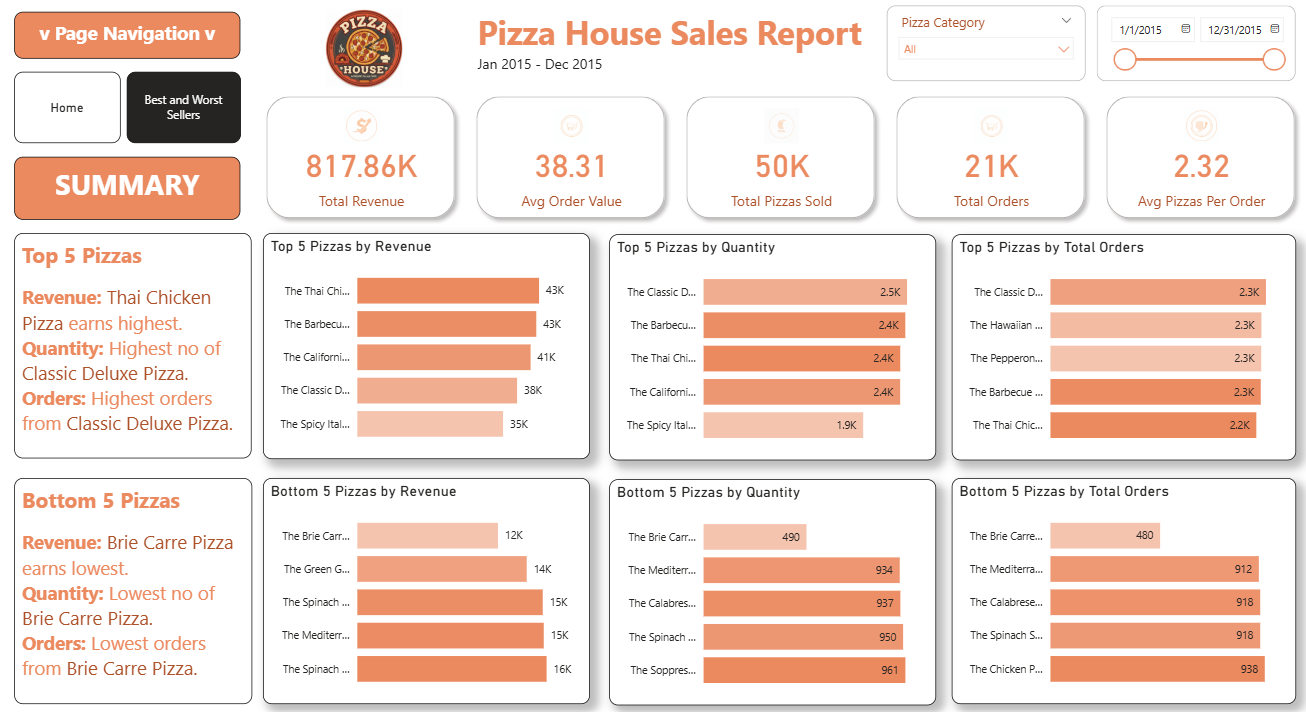 v Page Navigation v
Home
Best and Worst
Sellers
SUMMARY
PIZZA
HOUSE
Pizza House Sales Report
Jan 2015 - Dec 2015
Pizza Category
All
1/1/2015
12/31/2015
817.86K
Total Revenue
38.31
Avg Order Value
50K
Total Pizzas Sold
21K
Total Orders
2.32
Avg Pizzas Per Order
Top 5 Pizzas
Revenue: Thai Chicken
Pizza earns highest.
Quantity: Highest no of
Classic Deluxe Pizza.
Orders: Highest orders
from Classic Deluxe Pizza.
Top 5 Pizzas by Revenue
The Thai Chi... 43K
The Barbecu... 43K
The Californi... 41K
The Classic D... 38K
The Spicy Ital... 35K
Top 5 Pizzas by Quantity
The Classic D... 2.5K
The Barbecu... 2.4K
The Thai Chi... 2.4K
The Californi... 2.4K
The Spicy Ital... 1.9K
Top 5 Pizzas by Total Orders
The Classic D... 2.3K
The Hawaiian ... 2.3K
The Pepperon... 2.3K
The Barbecue ... 2.3K
The Thai Chic... 2.2K
Bottom 5 Pizzas
Revenue: Brie Carre Pizza
earns lowest.
Quantity: Lowest no of
Brie Carre Pizza.
Orders: Lowest orders
from Brie Carre Pizza.
Bottom 5 Pizzas by Revenue
The Brie Carr... 12K
The Green G... 14K
The Spinach ... 15K
The Mediterr... 15K
The Spinach ... 16K
Bottom 5 Pizzas by Quantity
The Brie Carr... 490
The Mediterr... 934
The Calabres... 937
The Spinach ... 950
The Soppres... 961
Bottom 5 Pizzas by Total Orders
The Brie Carre... 480
The Mediterra... 912
The Calabrese... 918
The Spinach S... 918
The Chicken P... 938